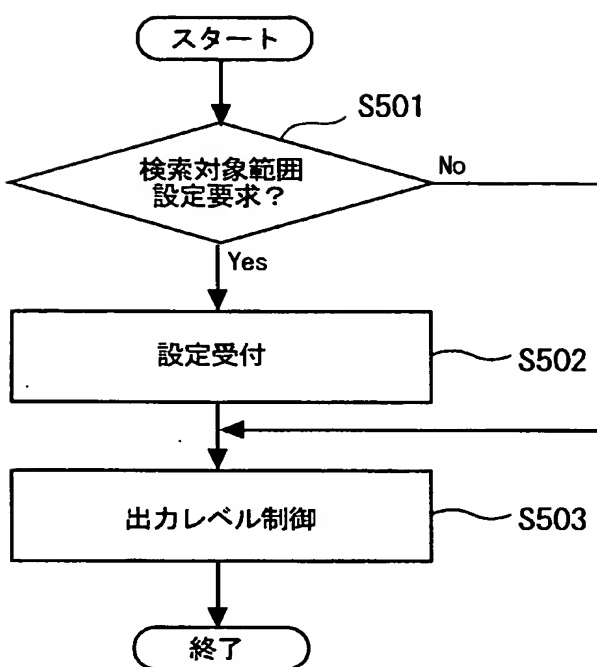 スタート
S501
検索対象範囲
設定要求？
No
Yes
設定受付
S502
出力レベル制御
S503
終了